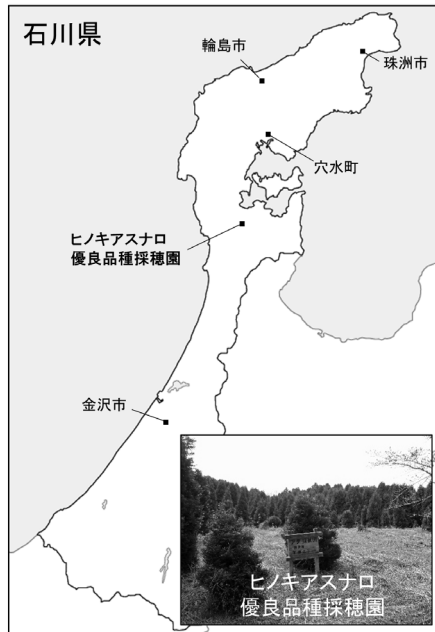 石川県
輪島市
珠洲市
穴水町
ヒノキアスナロ
優良品種採穂園
金沢市
ヒノキアスナロ
優良品種採穂園